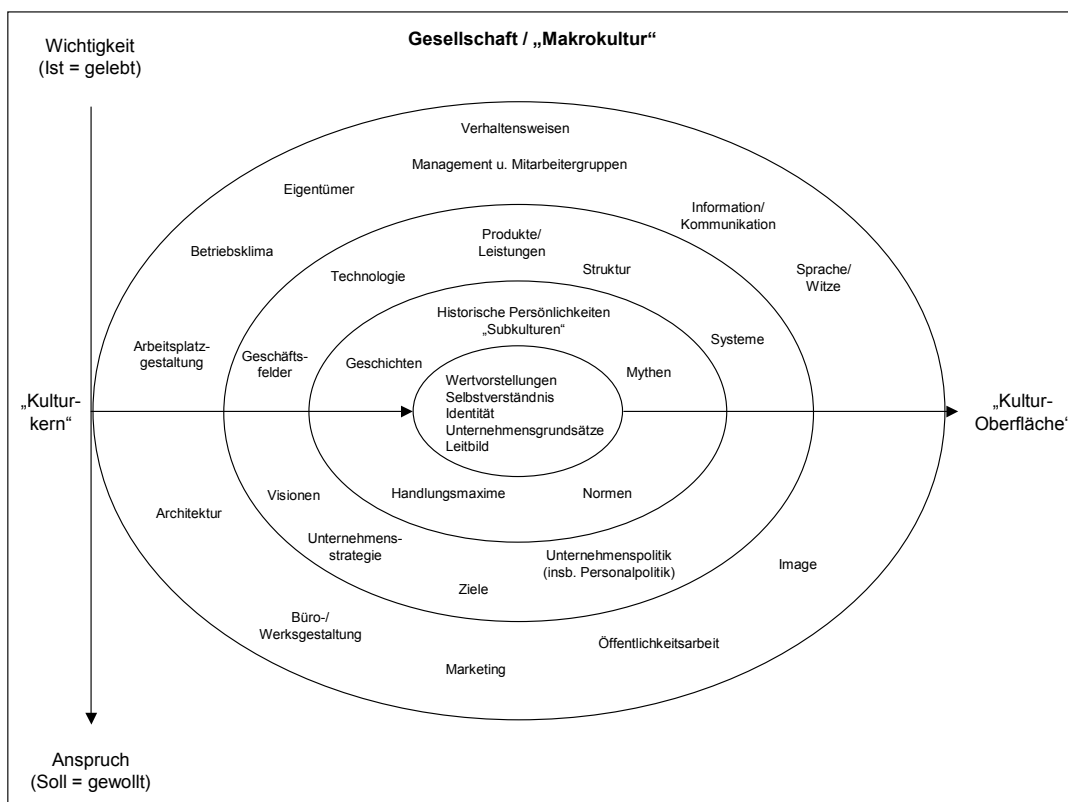 Wichtigkeit
(Ist = gelebt)
Gesellschaft / „Makrokultur“
Verhaltensweisen
Management u. Mitarbeitergruppen
Eigentümer
Information/
Kommunikation
Betriebsklima
Produkte/
Leistungen
Technologie
Struktur
Sprache/
Witze
Historische Persönlichkeiten
„Subkulturen“
Systeme
Arbeitsplatz-
gestaltung
Geschäfts-
felder
Geschichten
Mythen
„Kultur-
kern“
Wertvorstellungen
Selbstverständnis
Identität
Unternehmensgrundsätze
Leitbild
„Kultur-
Oberfläche“
Handlungsmaxime
Normen
Visionen
Architektur
Unternehmens-
strategie
Ziele
Unternehmenspolitik
(insb. Personalpolitik)
Image
Büro-/
Werksgestaltung
Marketing
Öffentlichkeitsarbeit
Anspruch
(Soll = gewollt)